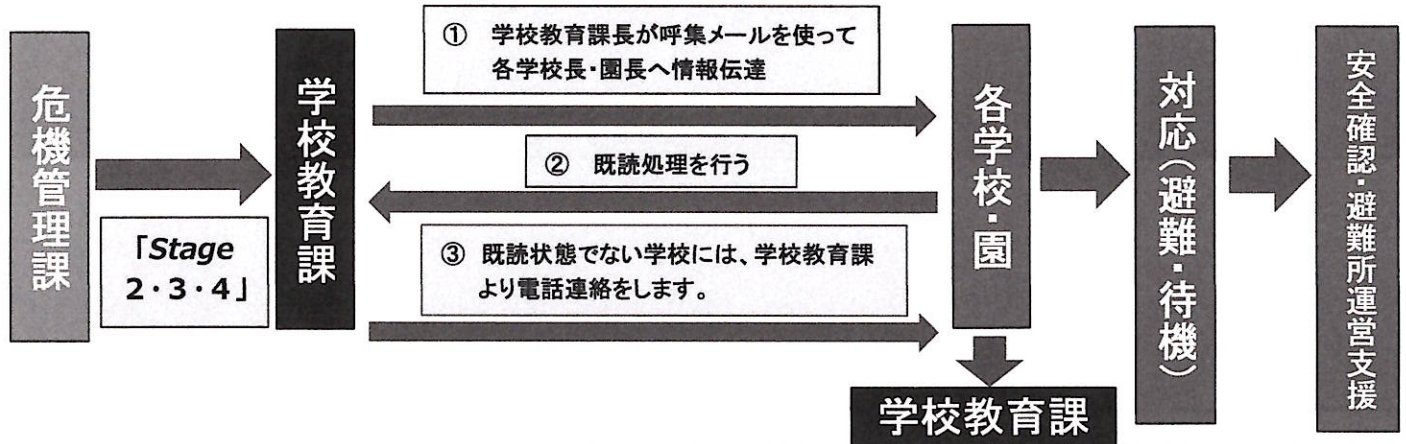 危機管理課
「Stage
2・3・4」
学校教育課
① 学校教育課長が呼集メールを使って
各学校長・園長へ情報伝達
② 既読処理を行う
③ 既読状態でない学校には、学校教育課
より電話連絡をします。
各学校・園
学校教育課
対応（避難・待機）
安全確認・避難所運営支援